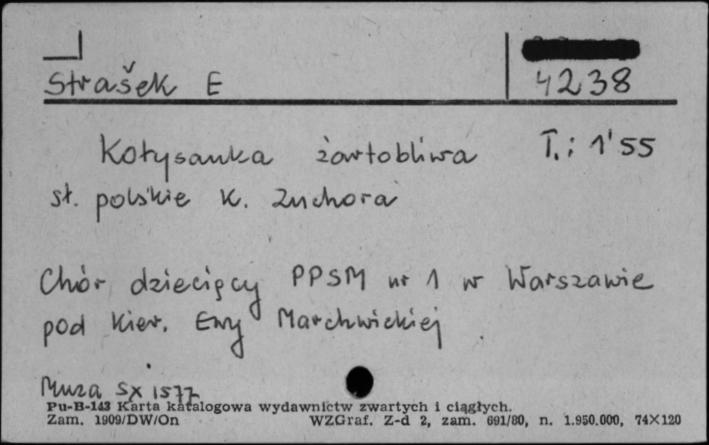 Strašek E
4238
Kołysanka żartobliwa T.: 1'55
sł. polskie K. Zuchora
Chór dziecięcy PPSM nr 1 w Warszawie
pod kier. Ewy Marchwickiej
Muza SX 1577
Pu-B-143 Karta katalogowa wydawnictw zwartych i ciągłych.
Zam. 1909/DW/On WZGraf. Z-d 2, zam. 691/80, n. 1.950.000, 74×120